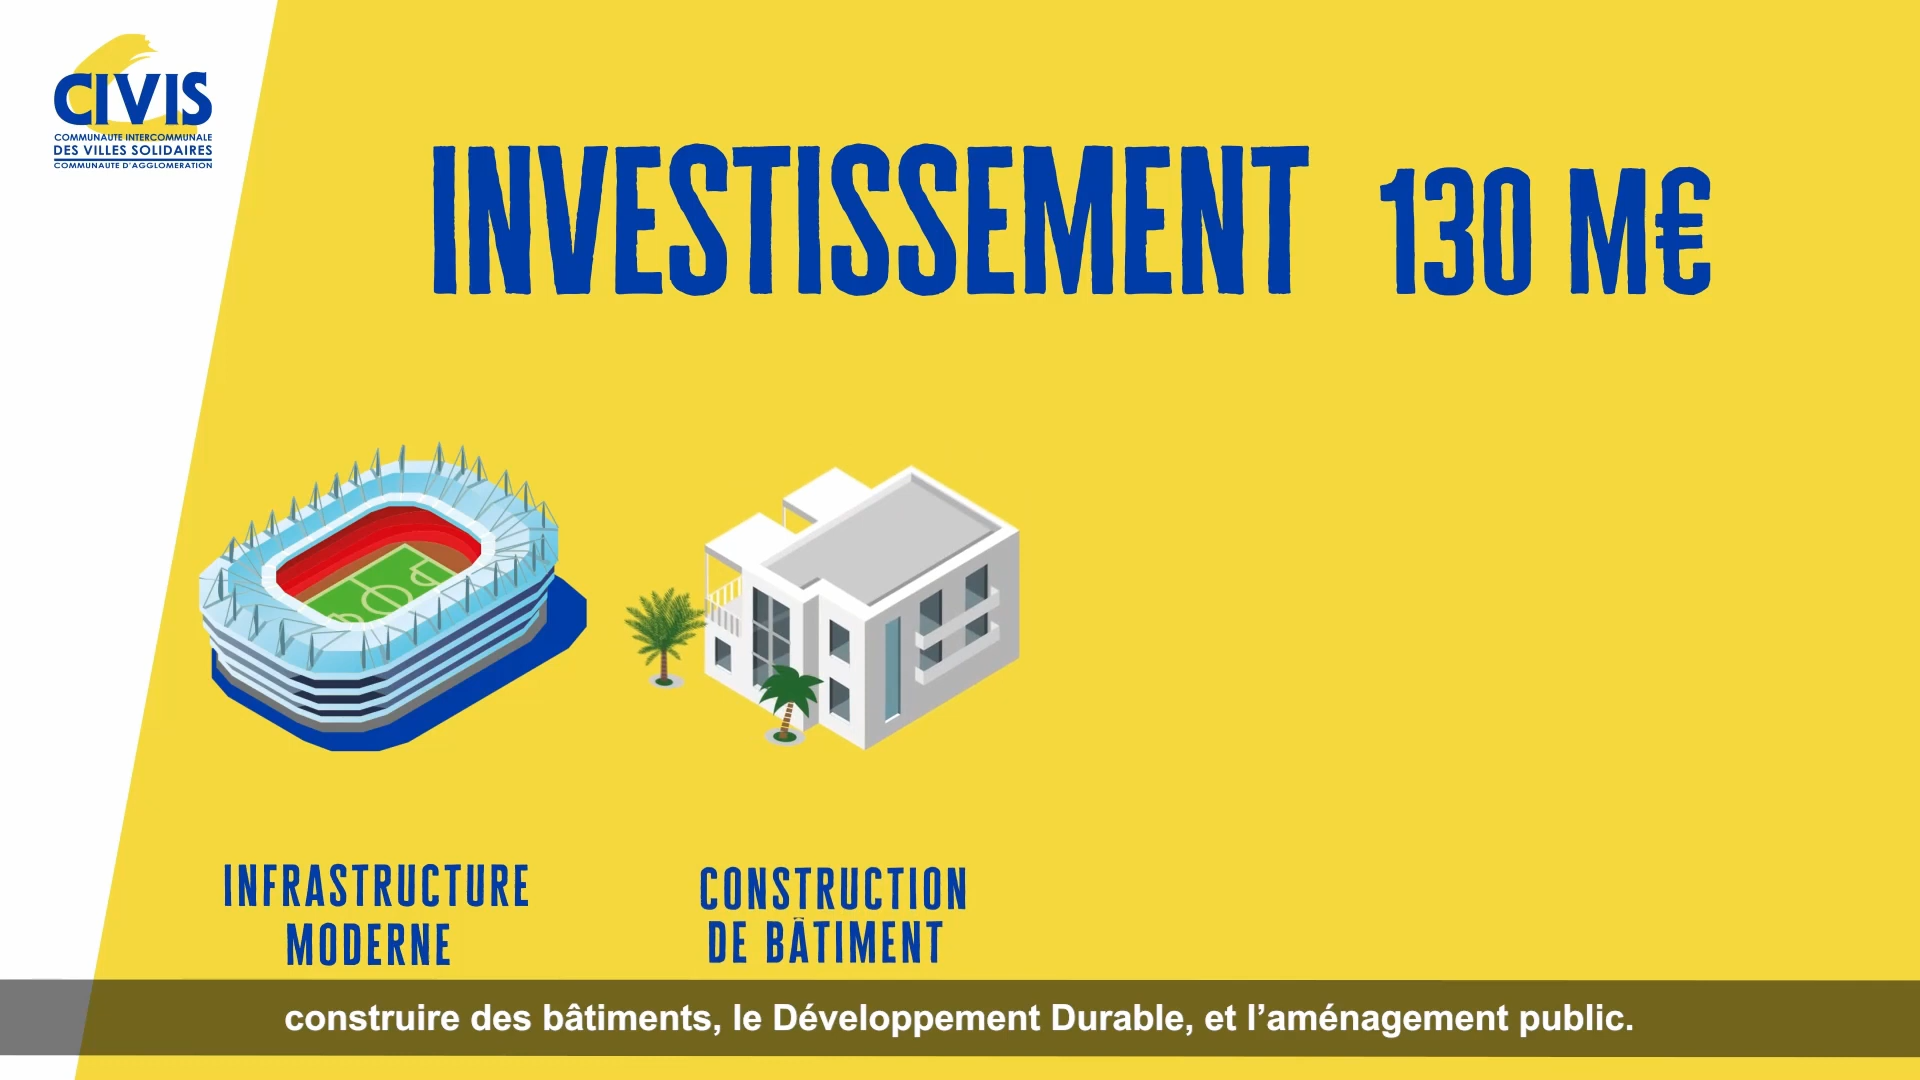 CIVIS
COMMUNAUTE INTERCOMMUNALE
DES VILLES SOLIDAIRES
COMMUNAUTE D'AGGLOMERATION
INVESTISSEMENT 130 M€
INFRASTRUCTURE
MODERNE
CONSTRUCTION
DE BÂTIMENT
construire des bâtiments, le Développement Durable, et l’aménagement public.